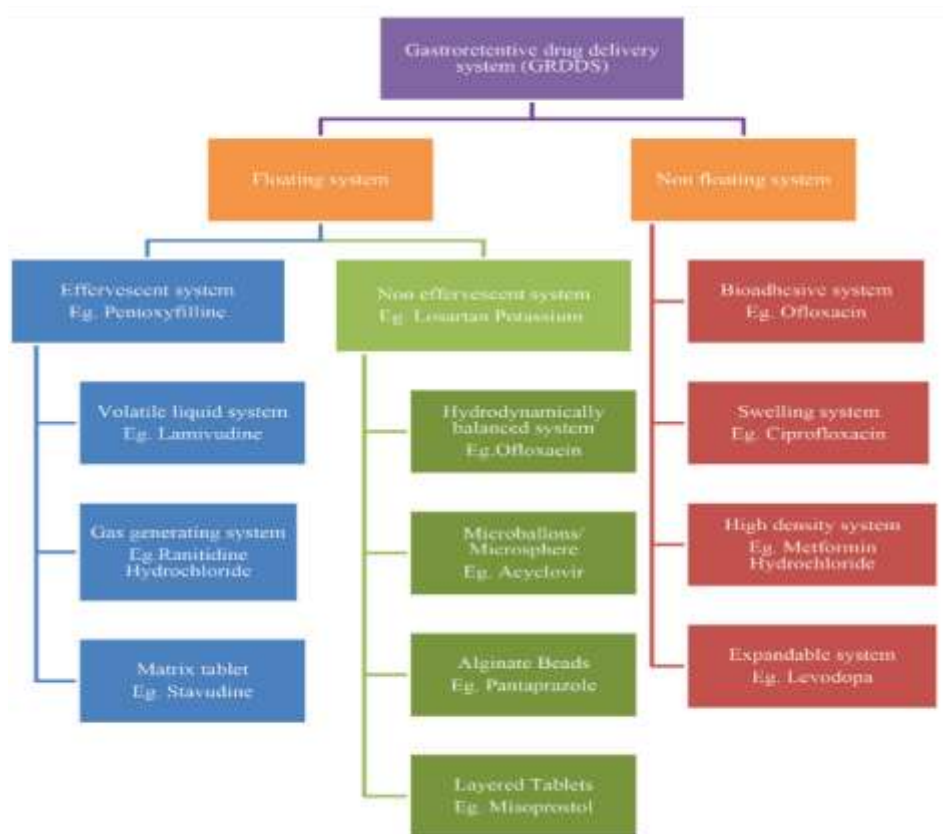 Gastroretentive drug delivery
system (GRDDS)
Floating system
Non floating system
Effervescent system
Eg. Pentoxyfilline
Volatile liquid system
Eg. Lamivudine
Gas generating system
Eg.Ranitidine
Hydrochloride
Matrix tablet
Eg. Stavudine
Non effervescent system
Eg. Losartan Potassium
Hydrodynamically
balanced system
Eg.Ofloxacin
Microballons/
Microsphere
Eg. Acyclovir
Alginate Beads
Eg. Pantaprazole
Layered Tablets
Eg. Misoprostol
Bioadhesive system
Eg. Ofloxacin
Swelling system
Eg. Ciprofloxacin
High density system
Eg. Metformin
Hydrochloride
Expandable system
Eg. Levodopa